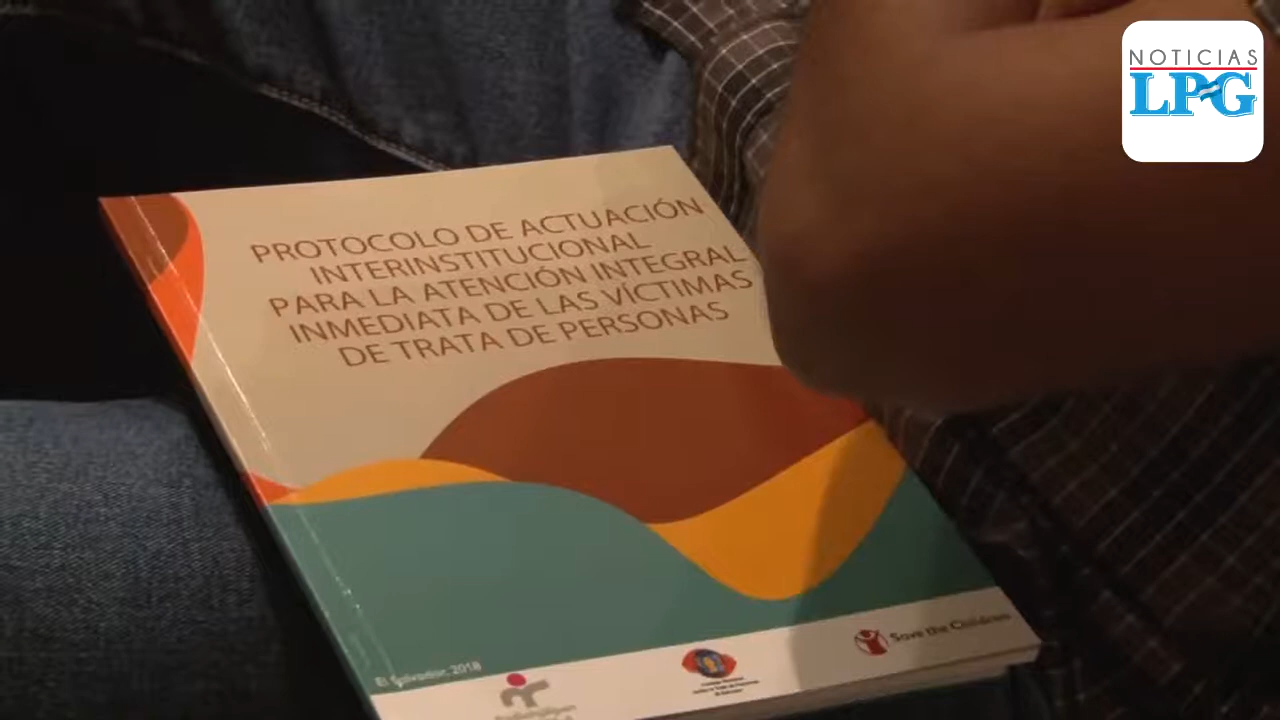 NOTICIAS
LPG
PROTOCOLO DE ACTUACIÓN
INTERINSTITUCIONAL
PARA LA ATENCIÓN INTEGRAL
INMEDIATA DE LAS VÍCTIMAS
DE TRATA DE PERSONAS
El Salvador, 2018
Save the Children